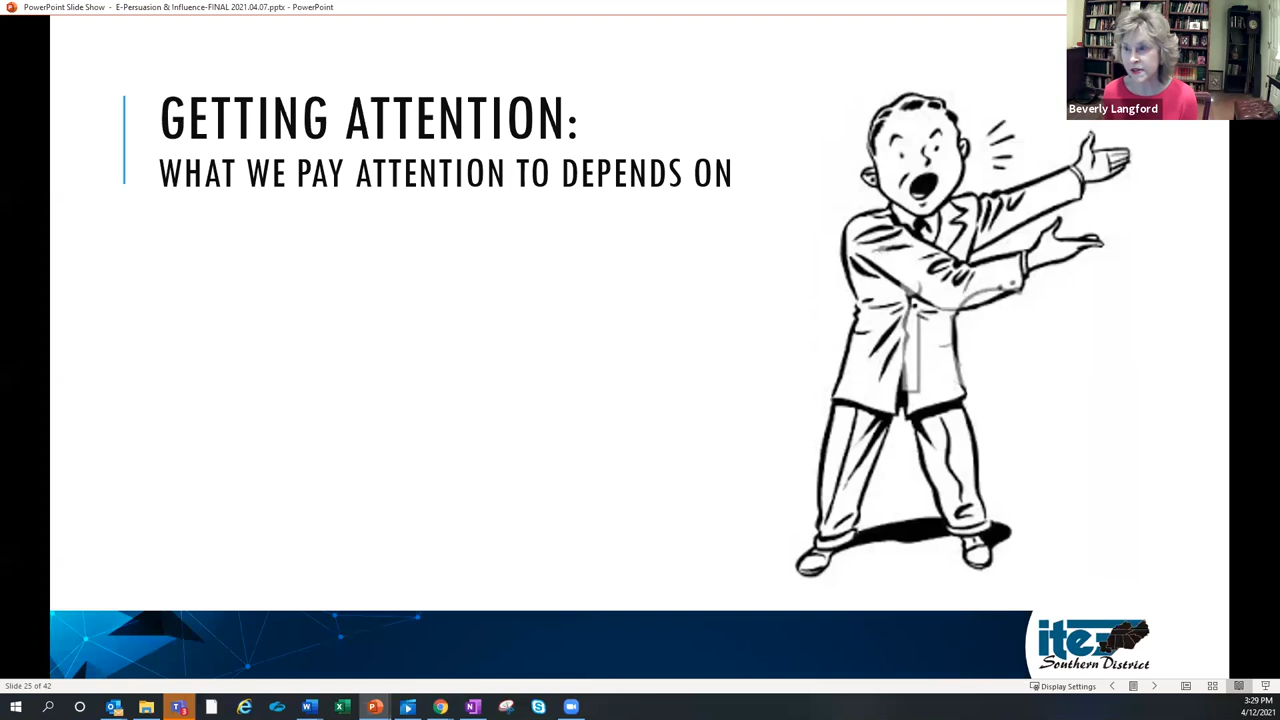 PowerPoint Slide Show - E-Persuasion & Influence-FINAL 2021.04.07.pptx - PowerPoint
Beverly Langford
GETTING ATTENTION:
WHAT WE PAY ATTENTION TO DEPENDS ON
ite
Southern District
Slide 25 of 42
Display Settings
3:29 PM
4/12/2021